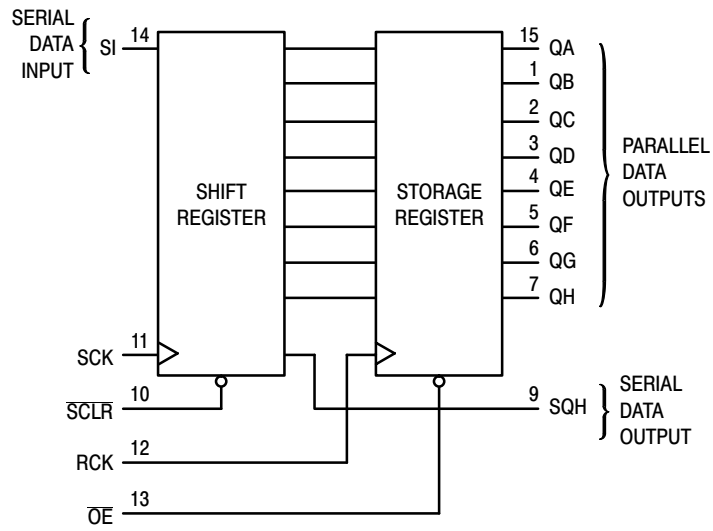 SERIAL
DATA
INPUT
SI
14
SHIFT
REGISTER
STORAGE
REGISTER
15 QA
1 QB
2 QC
3 QD
4 QE
5 QF
6 QG
7 QH
PARALLEL
DATA
OUTPUTS
SCK 11
SCLR 10
RCK 12
OE 13
9 SQH
SERIAL
DATA
OUTPUT